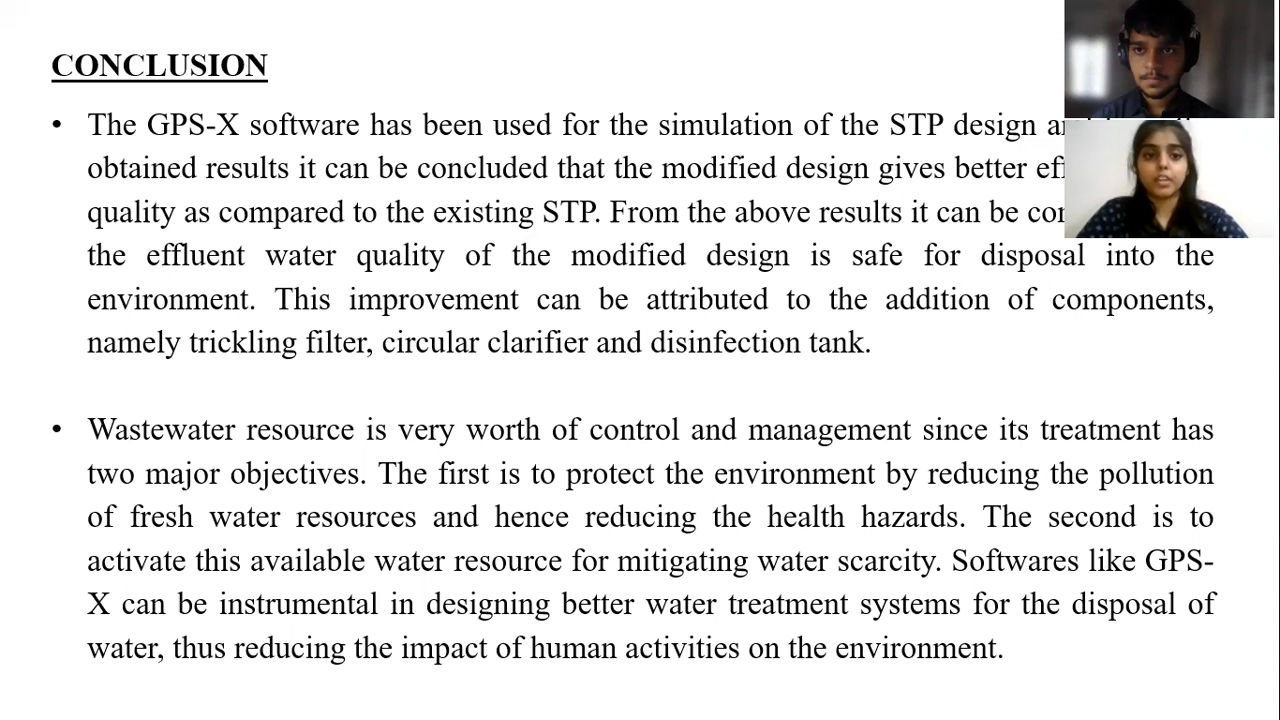 CONCLUSION
• The GPS-X software has been used for the simulation of the STP design
obtained results it can be concluded that the modified design gives better
quality as compared to the existing STP. From the above results it can be
the effluent water quality of the modified design is safe for disposal into the
environment. This improvement can be attributed to the addition of components,
namely trickling filter, circular clarifier and disinfection tank.
• Wastewater resource is very worth of control and management since its treatment has
two major objectives. The first is to protect the environment by reducing the pollution
of fresh water resources and hence reducing the health hazards. The second is to
activate this available water resource for mitigating water scarcity. Softwares like GPS-
X can be instrumental in designing better water treatment systems for the disposal of
water, thus reducing the impact of human activities on the environment.